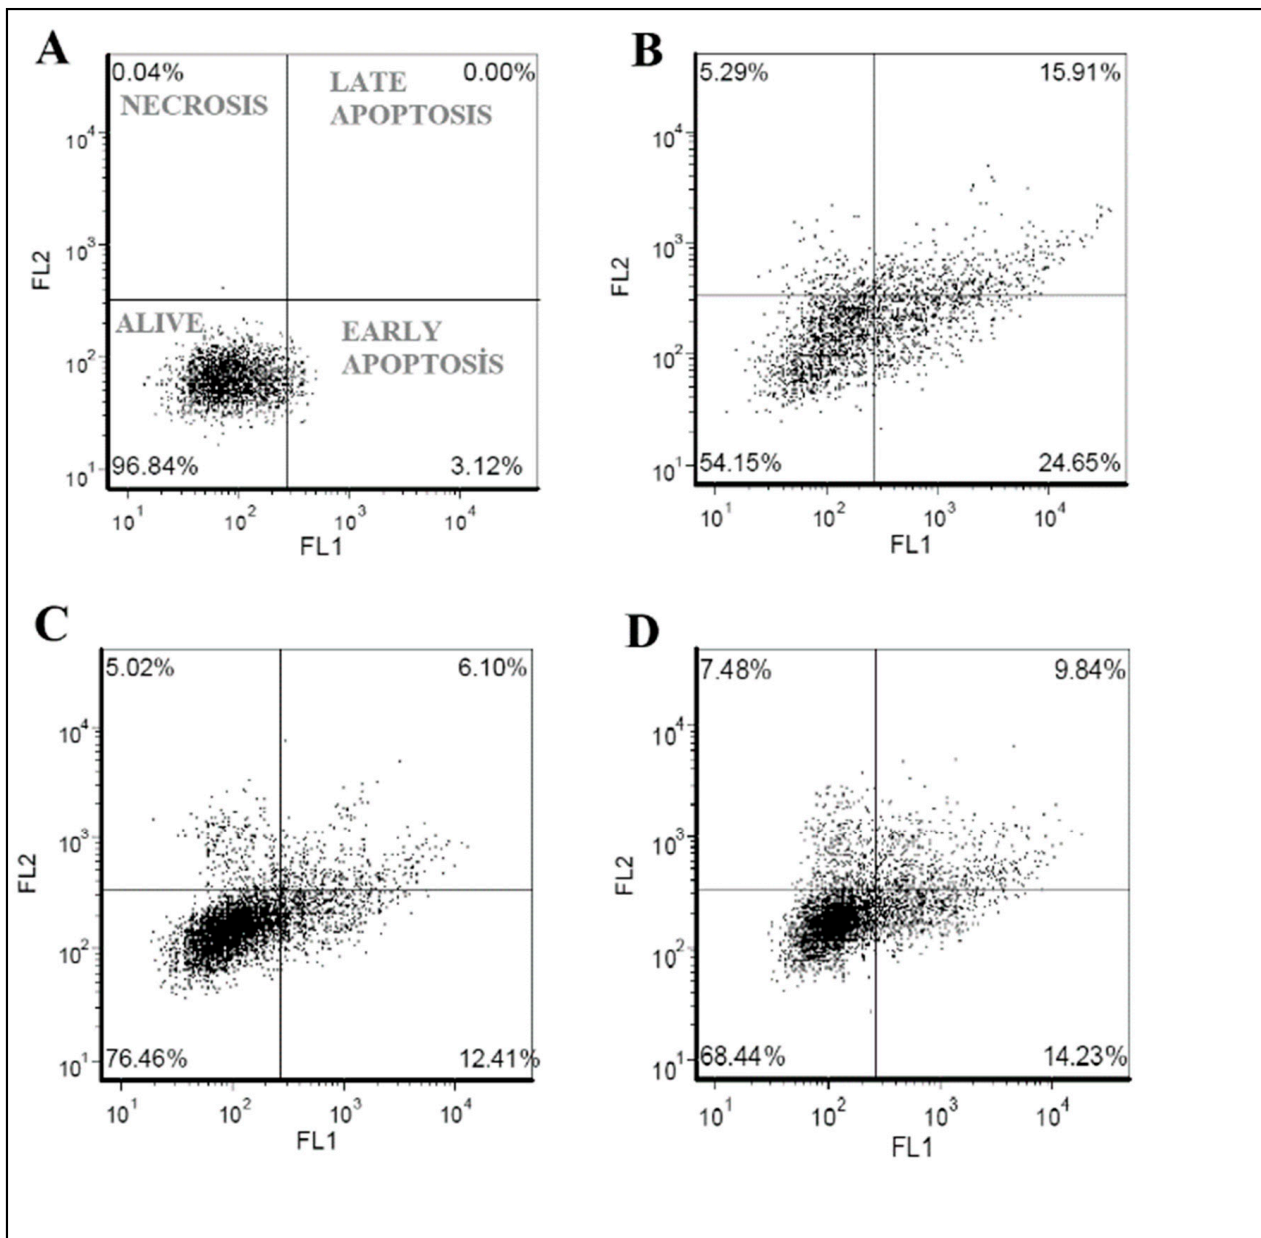 A
0.04%
0.00%
NECROSIS
LATE
APOPTOSIS
10⁴
10³
10²
10¹
FL2
ALIVE
EARLY
APOPTOSİS
96.84%
3.12%
10¹
10²
10³
10⁴
FL1
B
5.29%
15.91%
10⁴
10³
10²
10¹
FL2
54.15%
24.65%
10¹
10²
10³
10⁴
FL1
C
5.02%
6.10%
10⁴
10³
10²
10¹
FL2
76.46%
12.41%
10¹
10²
10³
10⁴
FL1
D
7.48%
9.84%
10⁴
10³
10²
10¹
FL2
68.44%
14.23%
10¹
10²
10³
10⁴
FL1